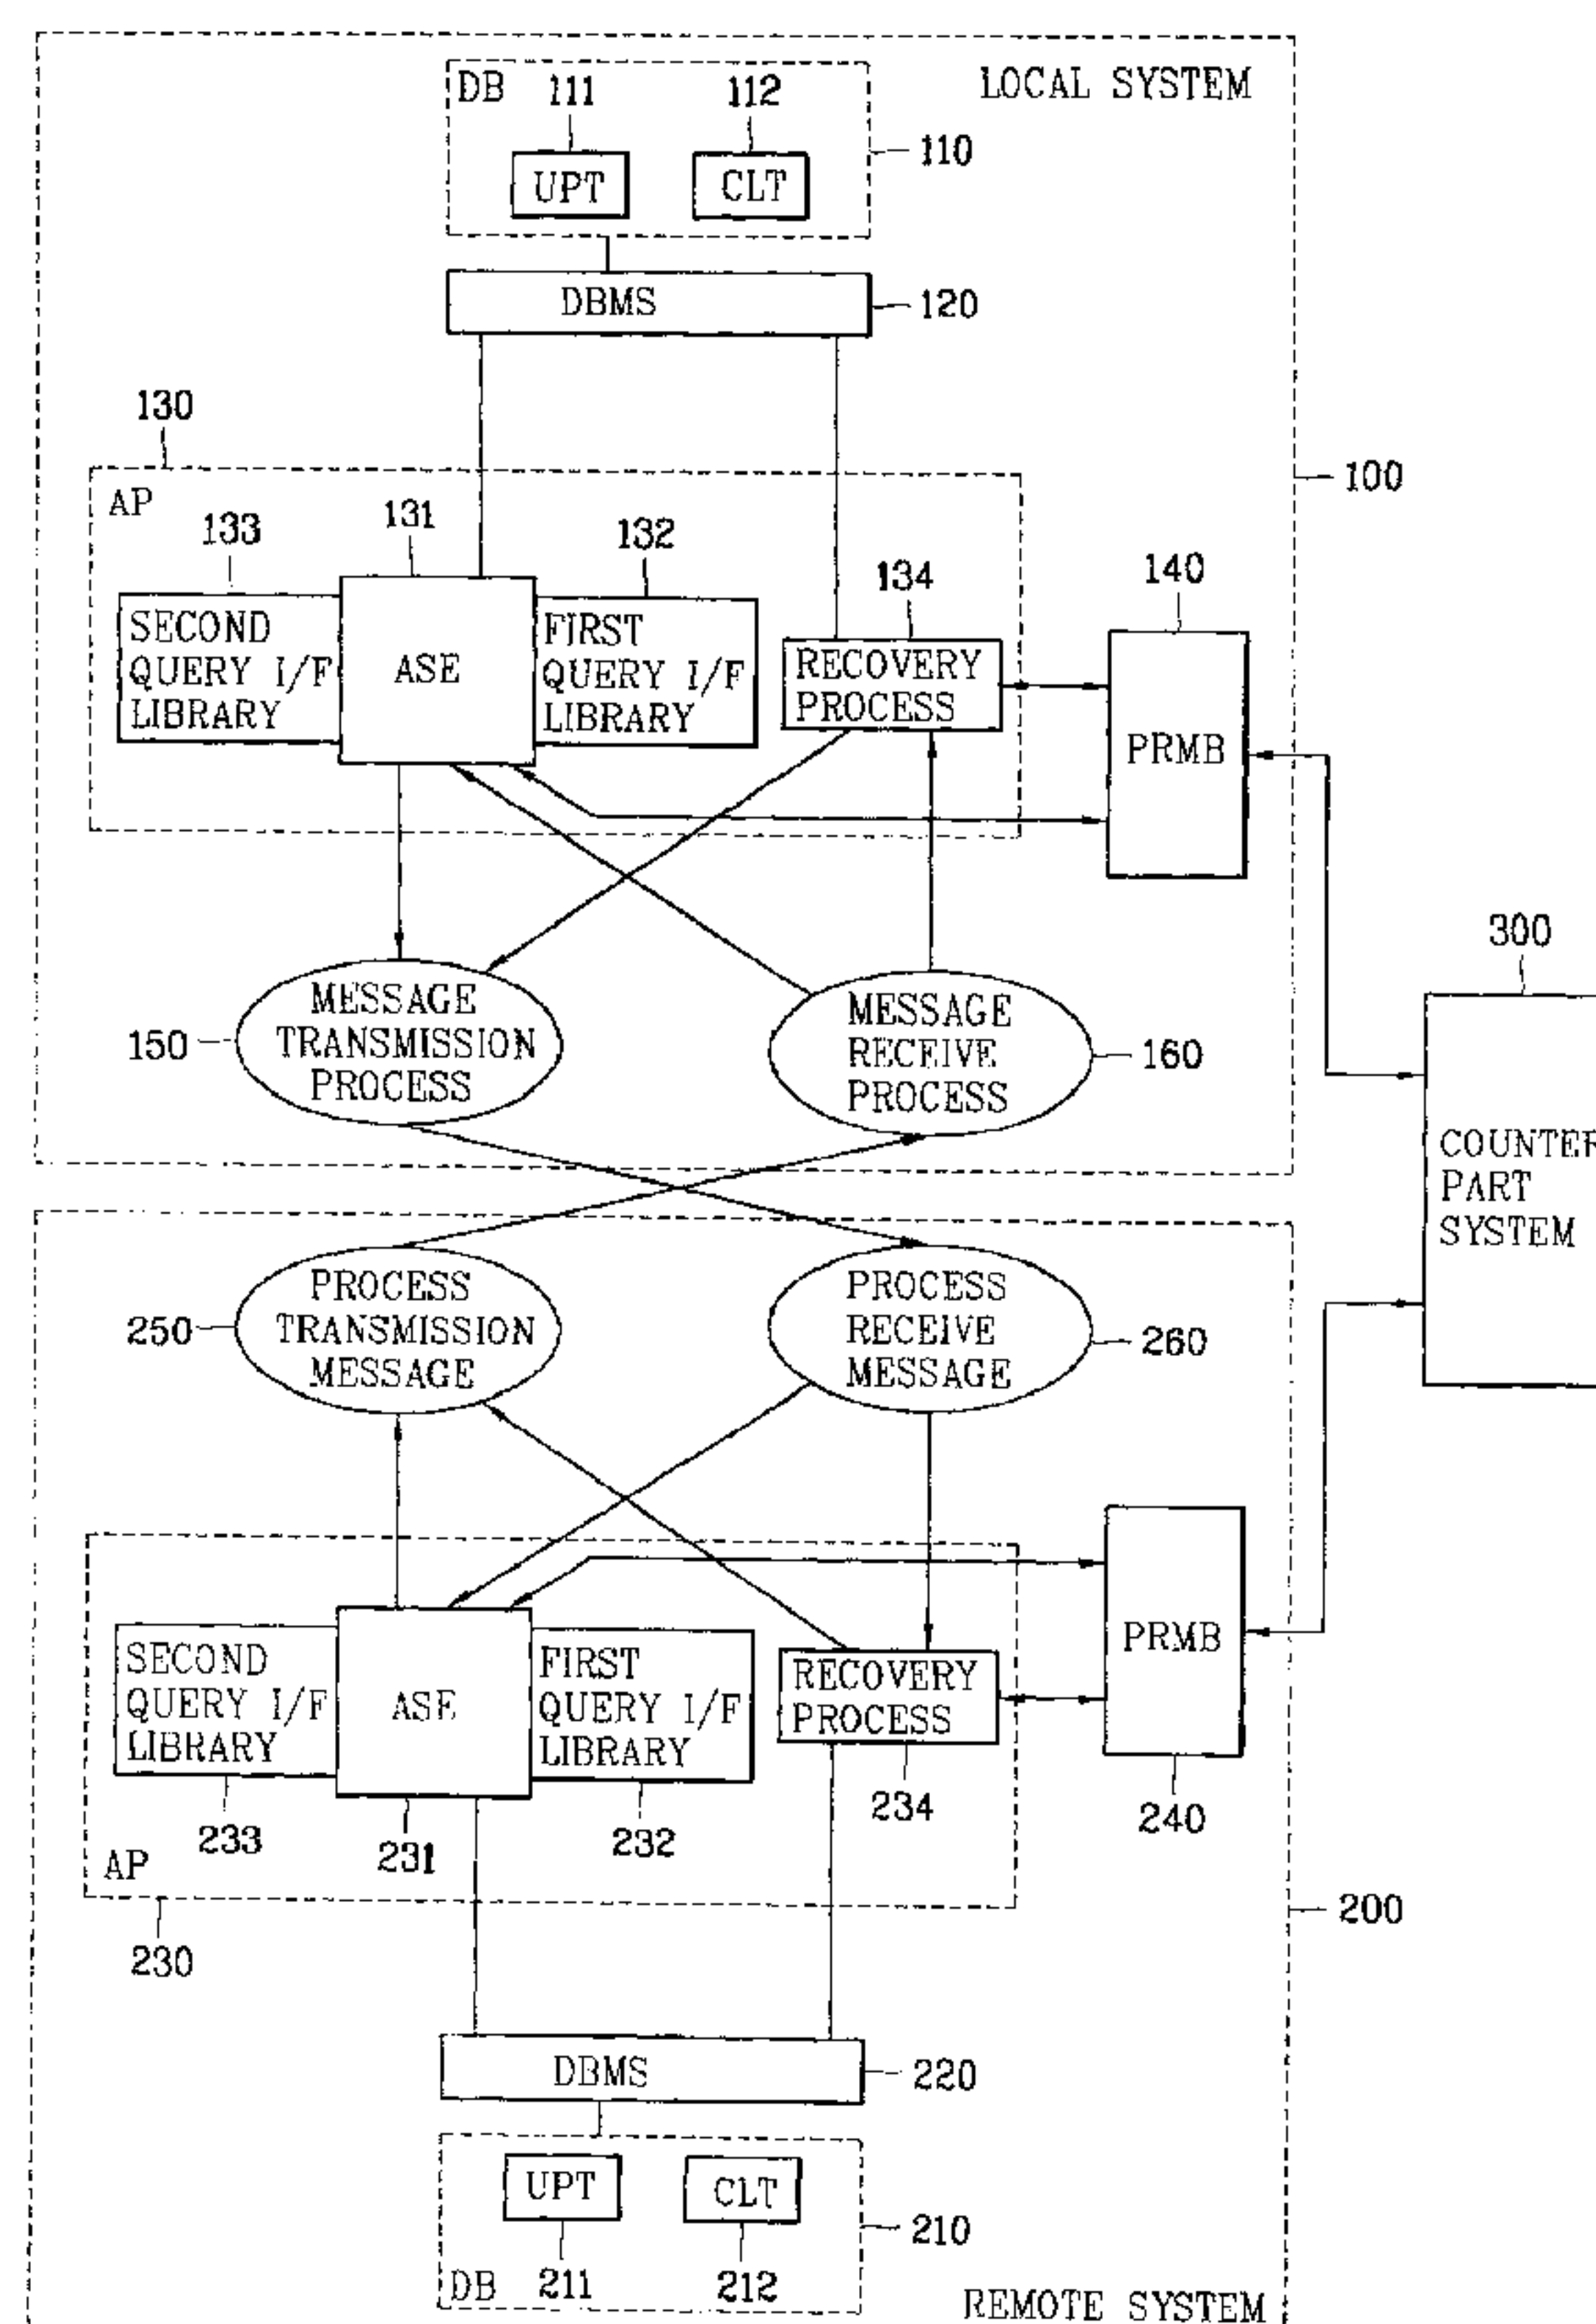 DB 111 112 LOCAL SYSTEM
110
UPT CLT
DBMS 120
130
100
AP
133 131 132 134 140
SECOND
QUERY I/F
LIBRARY
ASE
FIRST
QUERY I/F
LIBRARY
RECOVERY
PROCESS
PRMB
300
150
MESSAGE
TRANSMISSION
PROCESS
MESSAGE
RECEIVE
PROCESS
160
COUNTER
PART
SYSTEM
250
PROCESS
TRANSMISSION
MESSAGE
PROCESS
RECEIVE
MESSAGE
260
SECOND
QUERY I/F
LIBRARY
ASE
FIRST
QUERY I/F
LIBRARY
RECOVERY
PROCESS
PRMB
233 231 232 234 240
AP
230
200
DBMS 220
UPT CLT
210
DB 211 212
REMOTE SYSTEM